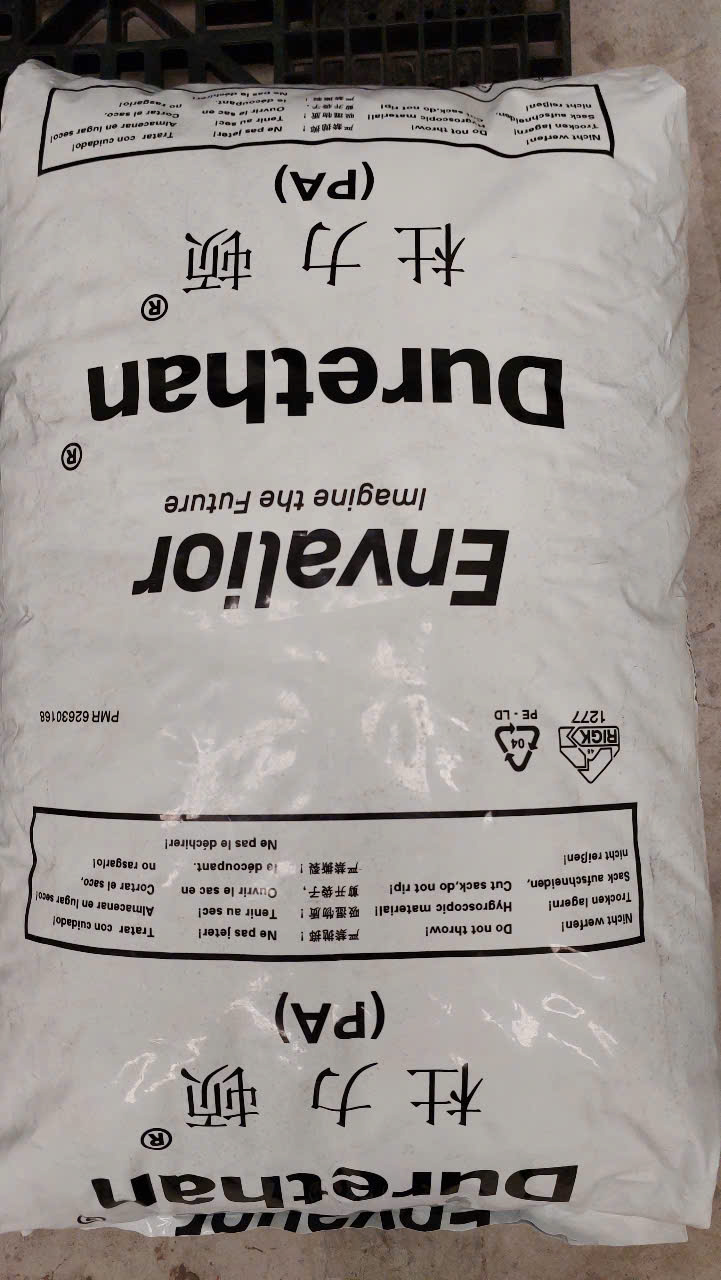 Envalior ®
Durethan
®
杜力顿
(PA)
Nicht werfen!
Trocken lagern!
Sack aufschneiden,
nicht reißen!
Do not throw!
Hygroscopic material!
Cut sack,do not rip!
严禁抛掷！
吸湿物质！
剪开袋子，
严禁撕裂！
Ne pas jeter!
Tenir au sec!
Ouvrir le sac en
le découpant.
Ne pas le déchirer!
Tratar con cuidado!
Almacenar en lugar seco!
Cortar el saco,
no rasgarlo!
RIGK
1277
04
PE - LD
PMR 62630168
Envalior
Imagine the Future
®
Durethan
®
杜力顿
(PA)
Nicht werfen!
Trocken lagern!
Sack aufschneiden,
nicht reißen!
Do not throw!
Hygroscopic material!
Cut sack,do not rip!
严禁抛掷！
吸湿物质！
剪开袋子，
严禁撕裂！
Ne pas jeter!
Tenir au sec!
Ouvrir le sac en
le découpant.
Ne pas le déchirer!
Tratar con cuidado!
Almacenar en lugar seco!
Cortar el saco.
no rasgarlo!